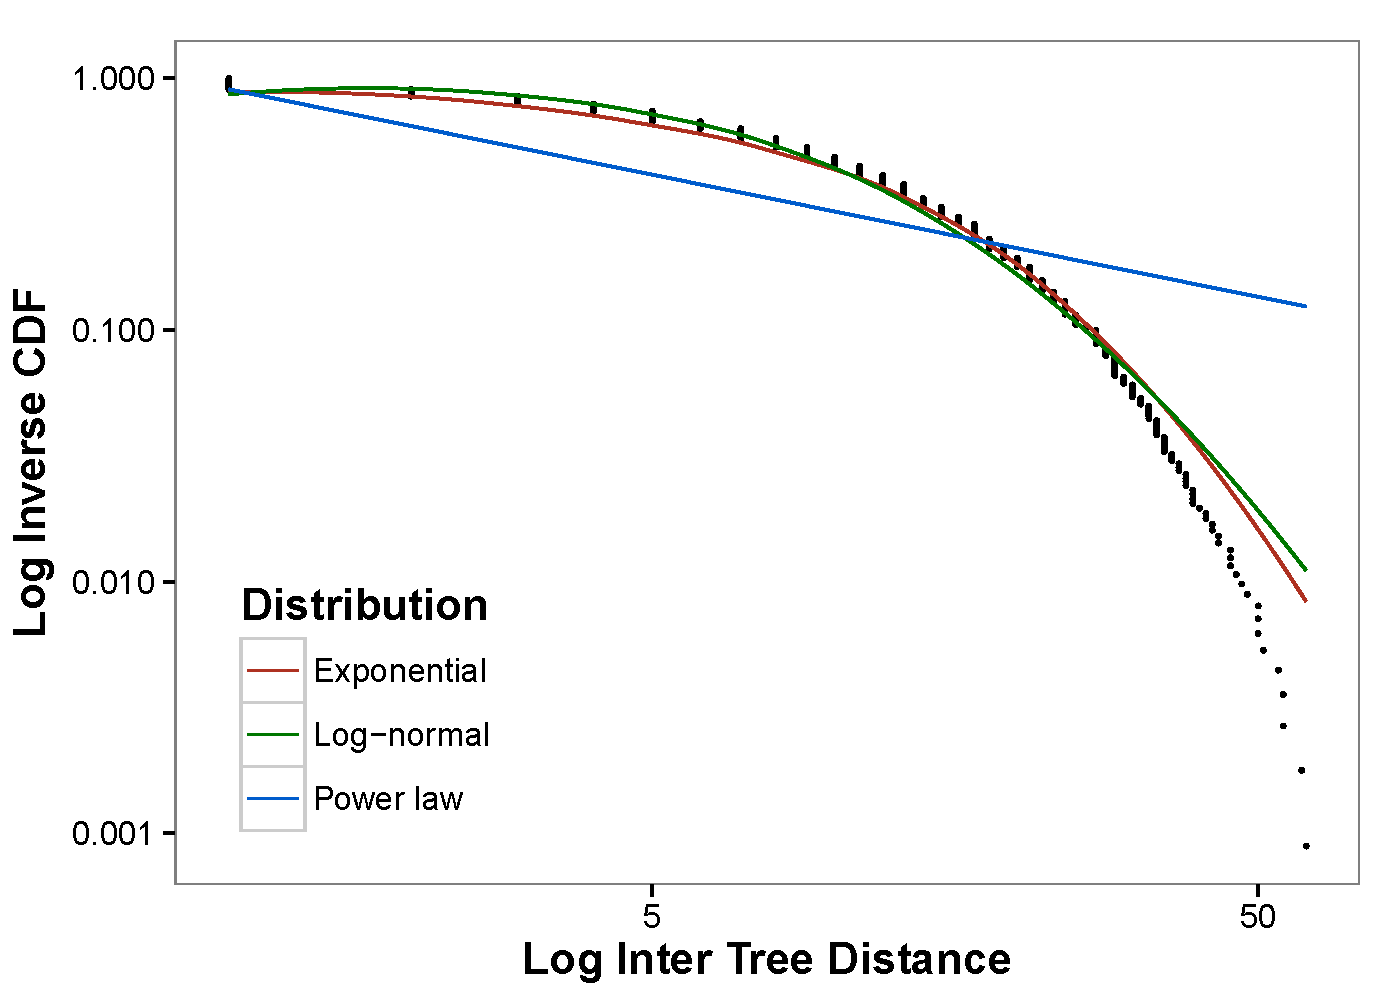 1.000
0.100
0.010
0.001
Log Inverse CDF
Distribution
Exponential
Log−normal
Power law
5
50
Log Inter Tree Distance